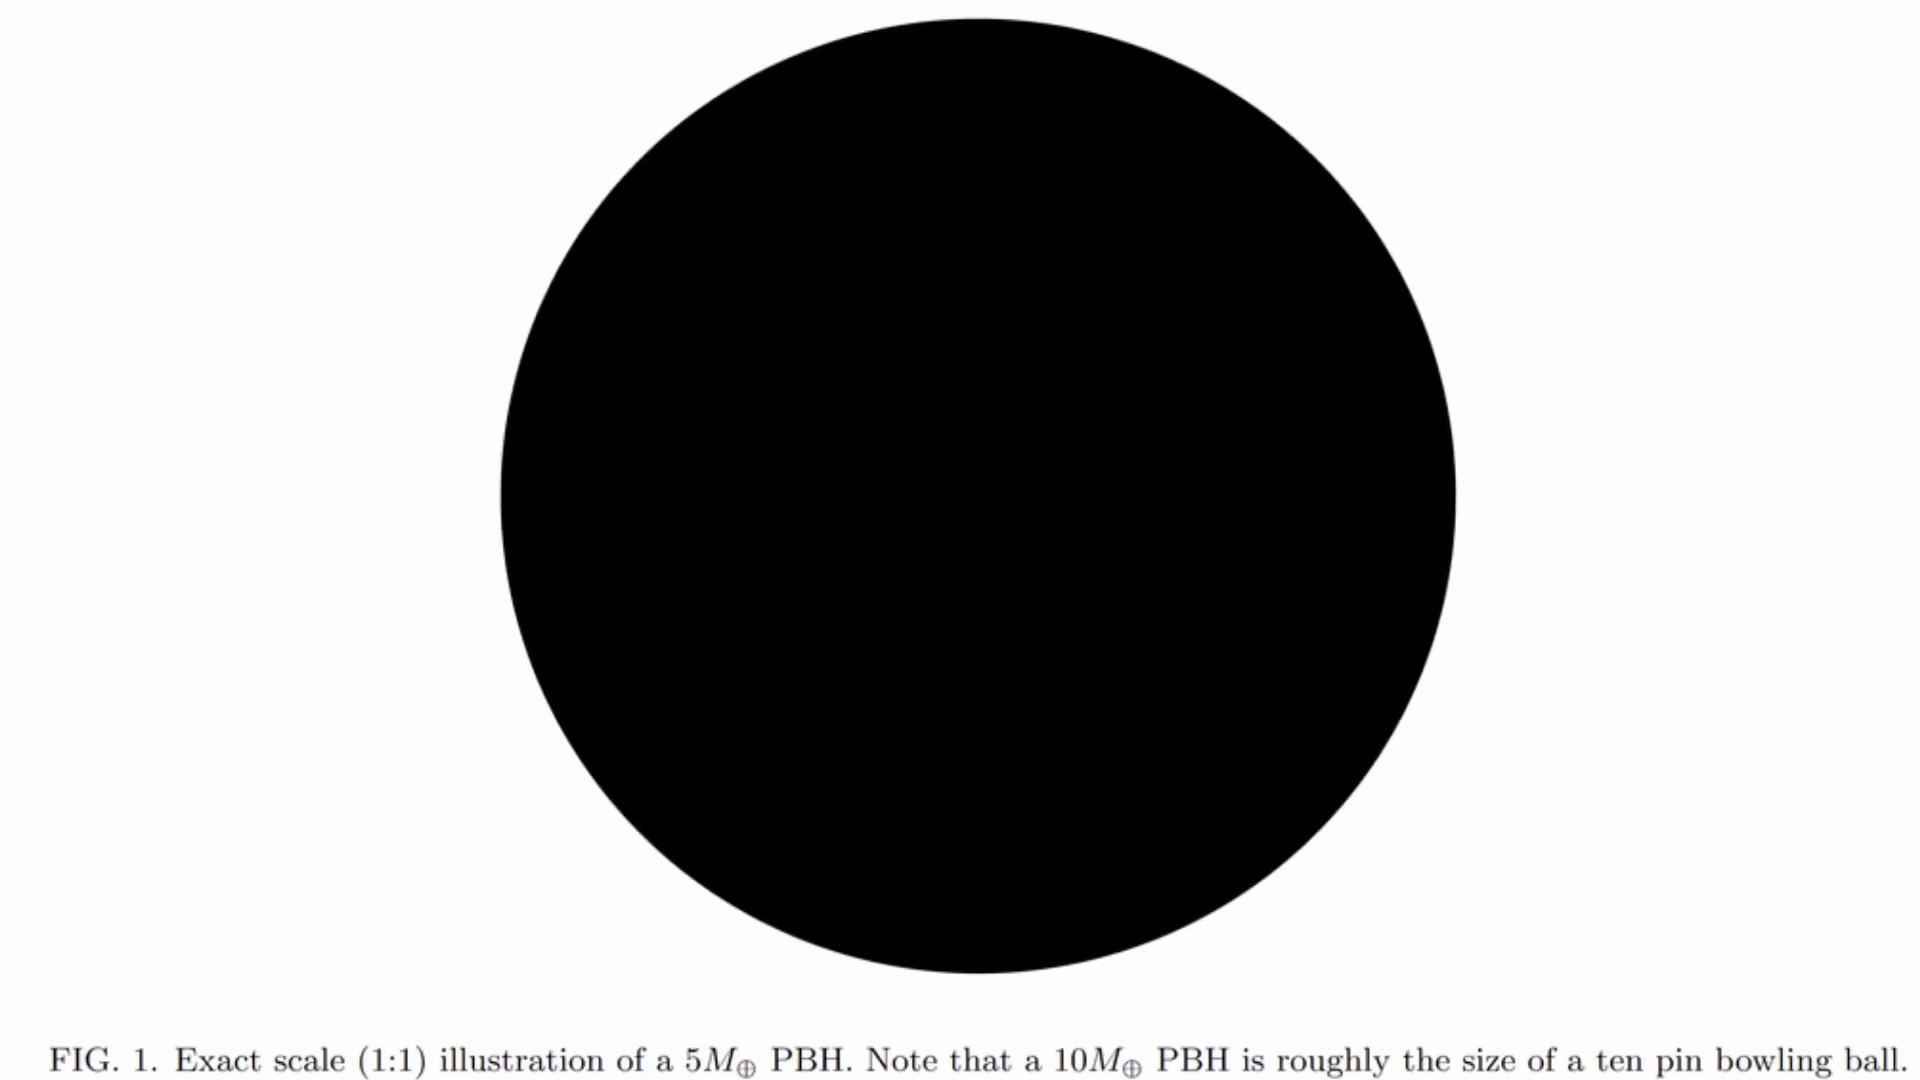 FIG. 1. Exact scale (1:1) illustration of a 5M⊕ PBH. Note that a 10M⊕ PBH is roughly the size of a ten pin bowling ball.